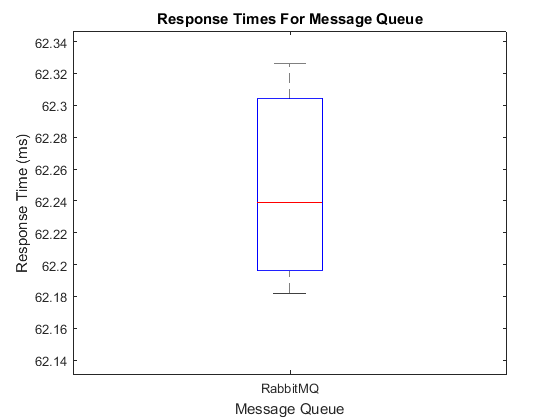 Response Times For Message Queue
Response Time (ms)
62.34
62.32
62.3
62.28
62.26
62.24
62.22
62.2
62.18
62.16
62.14
RabbitMQ
Message Queue